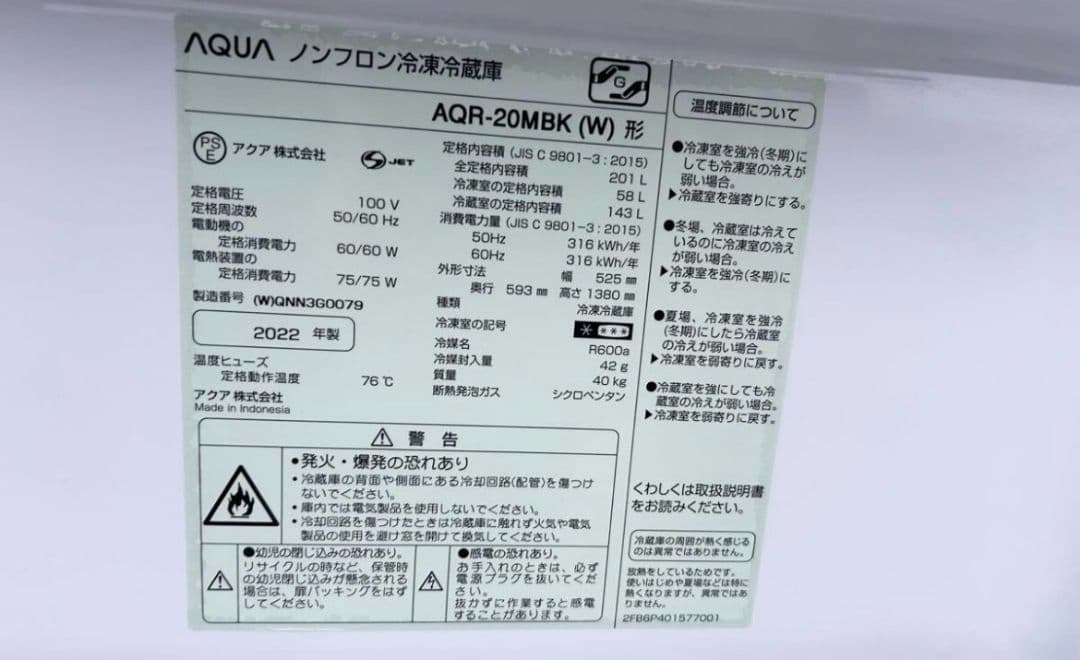 AQUA ノンフロン冷凍冷蔵庫
G
AQR-20MBK (W) 形
PS
E
アクア 株式会社
S JET
定格電圧 100 V
定格周波数 50/60 Hz
電動機の
定格消費電力 60/60 W
電熱装置の
定格消費電力 75/75 W
製造番号 (W)QNN3G0079
2022 年製
温度ヒューズ
定格動作温度 76 ℃
アクア 株式会社
Made in Indonesia
定格内容積 (JIS C 9801-3 : 2015)
全定格内容積 201 L
冷凍室の定格内容積 58 L
冷蔵室の定格内容積 143 L
消費電力量 (JIS C 9801-3 : 2015)
50Hz 316 kWh/年
60Hz 316 kWh/年
外形寸法 幅 525 ㎜
奥行 593 ㎜ 高さ 1380 ㎜
種類 冷凍冷蔵庫
冷凍室の記号 * ***
冷媒名 R600a
冷媒封入量 42 g
質量 40 kg
断熱発泡ガス シクロペンタン
警 告
●発火・爆発の恐れあり
・冷蔵庫の背面や側面にある冷却回路(配管)を傷つけ
ないでください。
・庫内では電気製品を使用しないでください。
・冷却回路を傷つけたときは冷蔵庫に触れず火気や電気
製品の使用を避け窓を開けて換気してください。
●幼児の閉じ込みの恐れあり。
リサイクルの時など、保管時
の幼児閉じ込みが懸念される
場合は、扉パッキングをはず
してください。
●感電の恐れあり。
お手入れのときは、必ず
電源プラグを抜いてくだ
さい。
抜かずに作業すると感電
することがあります。
温度調節について
●冷凍室を強冷(冬期)に
しても冷凍室の冷えが
弱い場合。
▶冷蔵室を強寄りにする。
●冬場、冷蔵室は冷えて
いるのに冷凍室の冷え
が弱い場合。
▶冷凍室を強冷(冬期)に
する。
●夏場、冷凍室を強冷
(冬期)にしたら冷蔵室
の冷えが弱い場合。
▶冷凍室を弱寄りに戻す。
●冷蔵室を強にしても冷
蔵室の冷えが弱い場合。
▶冷凍室を弱寄りに戻す。
くわしくは取扱説明書
をお読みください。
冷蔵庫の周囲が熱く感じる
のは異常ではありません。
放熱をしているためです。
使いはじめや夏場などは特に
熱くなりますが、異常ではあ
りません。
2FB6P401577001